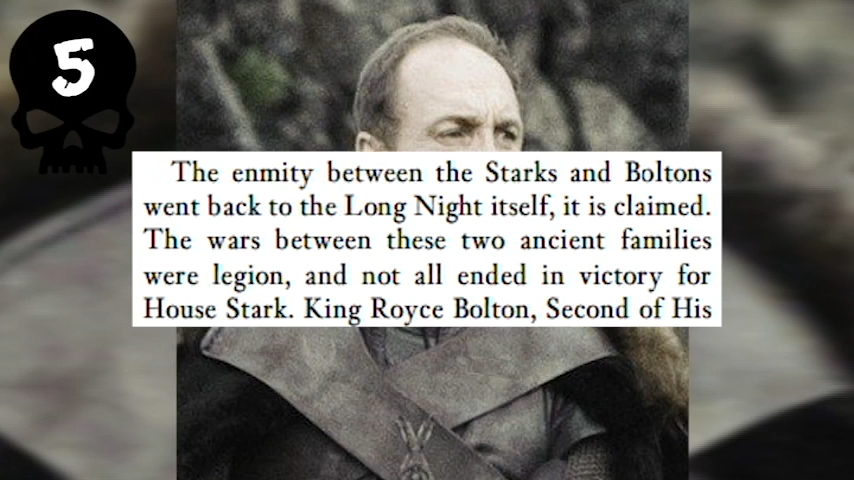 5
The enmity between the Starks and Boltons
went back to the Long Night itself, it is claimed.
The wars between these two ancient families
were legion, and not all ended in victory for
House Stark. King Royce Bolton, Second of His